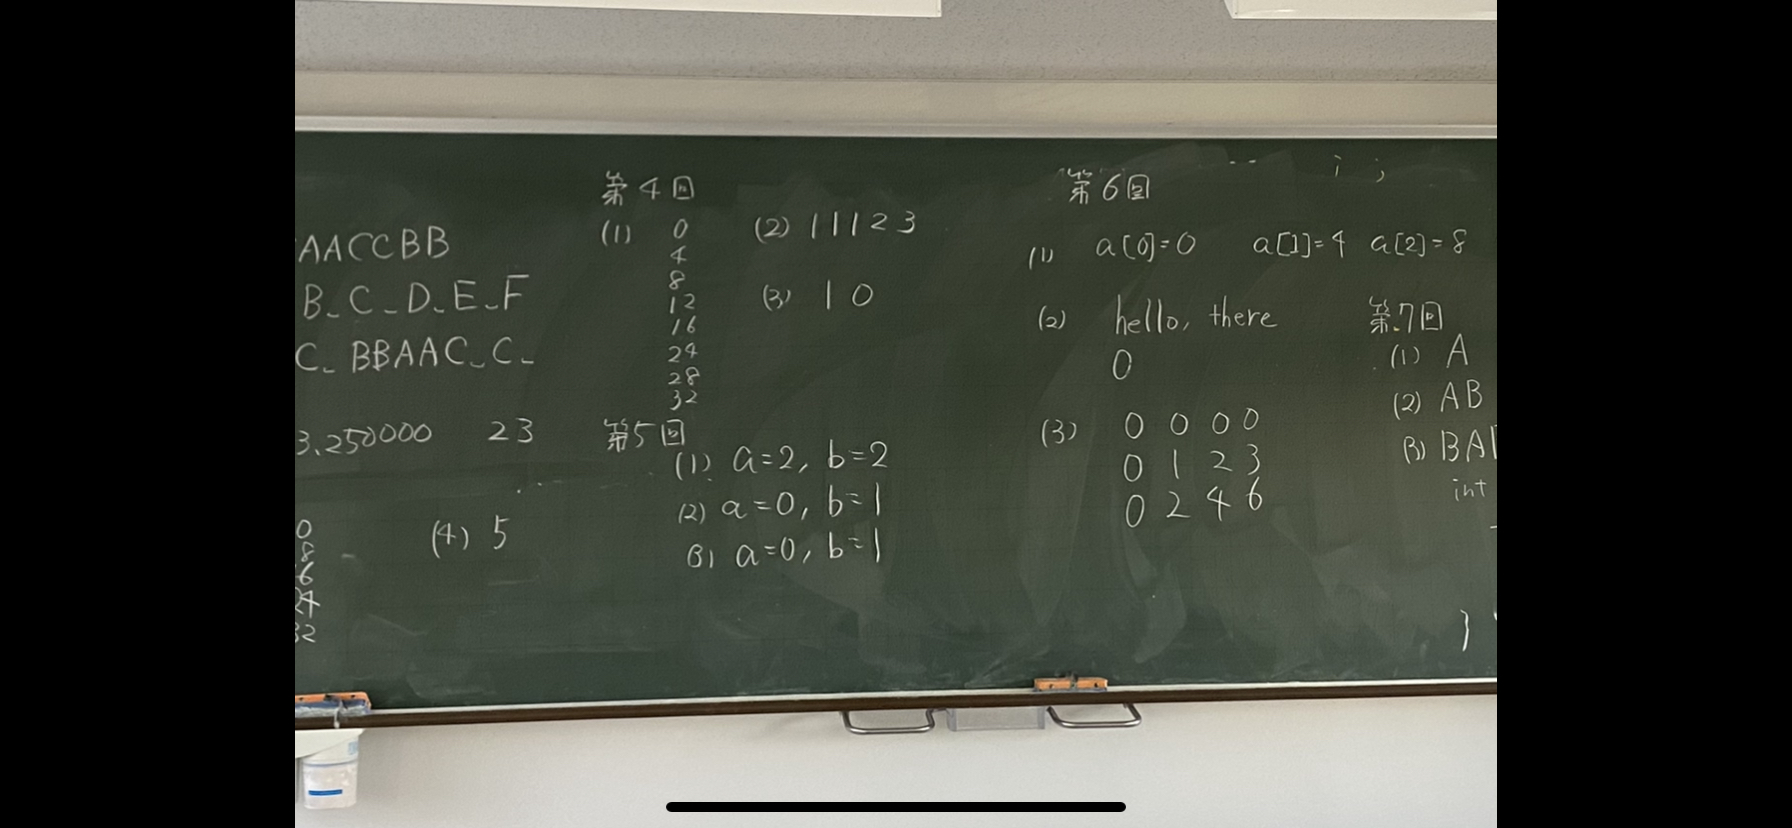 AACCBB
B_C_D_E_F
C_BBAAC_C_
3.250000 23
0
8
6
24
32
(4) 5
第4回
(1) 0
4
8
12
16
24
28
32
(2) 11123
(3) 10
第5回
(1) a=2, b=2
(2) a=0, b=1
(3) a=0, b=1
i ;
第6回
(1) a[0]=0 a[1]=4 a[2]=8
(2) hello, there
0
(3) 0 0 0 0
0 1 2 3
0 2 4 6
第7回
(1) A
(2) AB
(3) BA
int
}